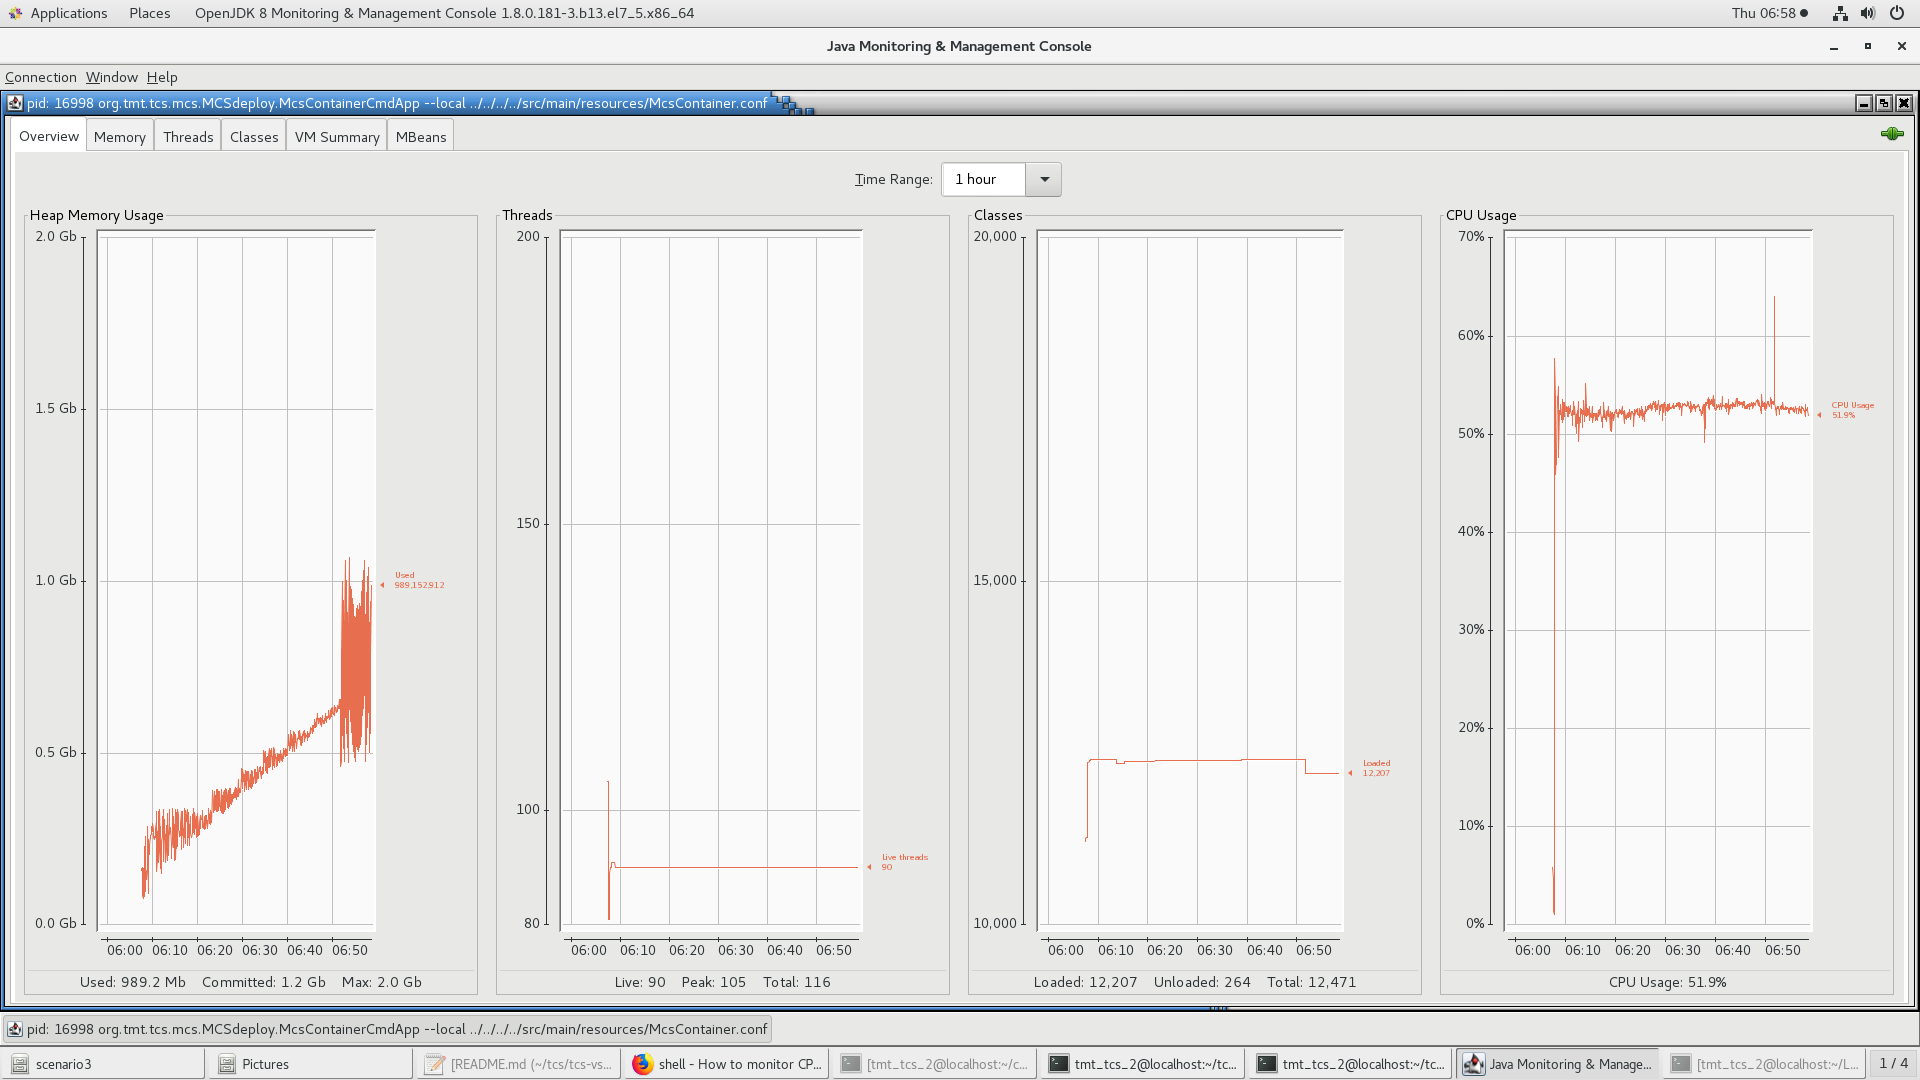 Applications Places OpenJDK 8 Monitoring & Management Console 1.8.0.181-3.b13.el7_5.x86_64 Thu 06:58
Java Monitoring & Management Console
Connection Window Help
pid: 16998 org.tmt.tcs.mcs.MCSdeploy.McsContainerCmdApp --local ../../../../src/main/resources/McsContainer.conf
Overview Memory Threads Classes VM Summary MBeans
Time Range: 1 hour
Heap Memory Usage
2.0 Gb
1.5 Gb
1.0 Gb
0.5 Gb
0.0 Gb
Used
989,152,912
06:00 06:10 06:20 06:30 06:40 06:50
Used: 989.2 Mb Committed: 1.2 Gb Max: 2.0 Gb
Threads
200
150
100
80
Live threads
90
06:00 06:10 06:20 06:30 06:40 06:50
Live: 90 Peak: 105 Total: 116
Classes
20,000
15,000
10,000
Loaded
12,207
06:00 06:10 06:20 06:30 06:40 06:50
Loaded: 12,207 Unloaded: 264 Total: 12,471
CPU Usage
70%
60%
50%
40%
30%
20%
10%
0%
CPU Usage
51.9%
06:00 06:10 06:20 06:30 06:40 06:50
CPU Usage: 51.9%
pid: 16998 org.tmt.tcs.mcs.MCSdeploy.McsContainerCmdApp --local ../../../../src/main/resources/McsContainer.conf
scenario3 Pictures [README.md (~/tcs/tcs-vs... shell - How to monitor CP... [tmt_tcs_2@localhost:~/c... tmt_tcs_2@localhost:~/tc... tmt_tcs_2@localhost:~/tc... Java Monitoring & Manage... [tmt_tcs_2@localhost:~/L... 1 / 4